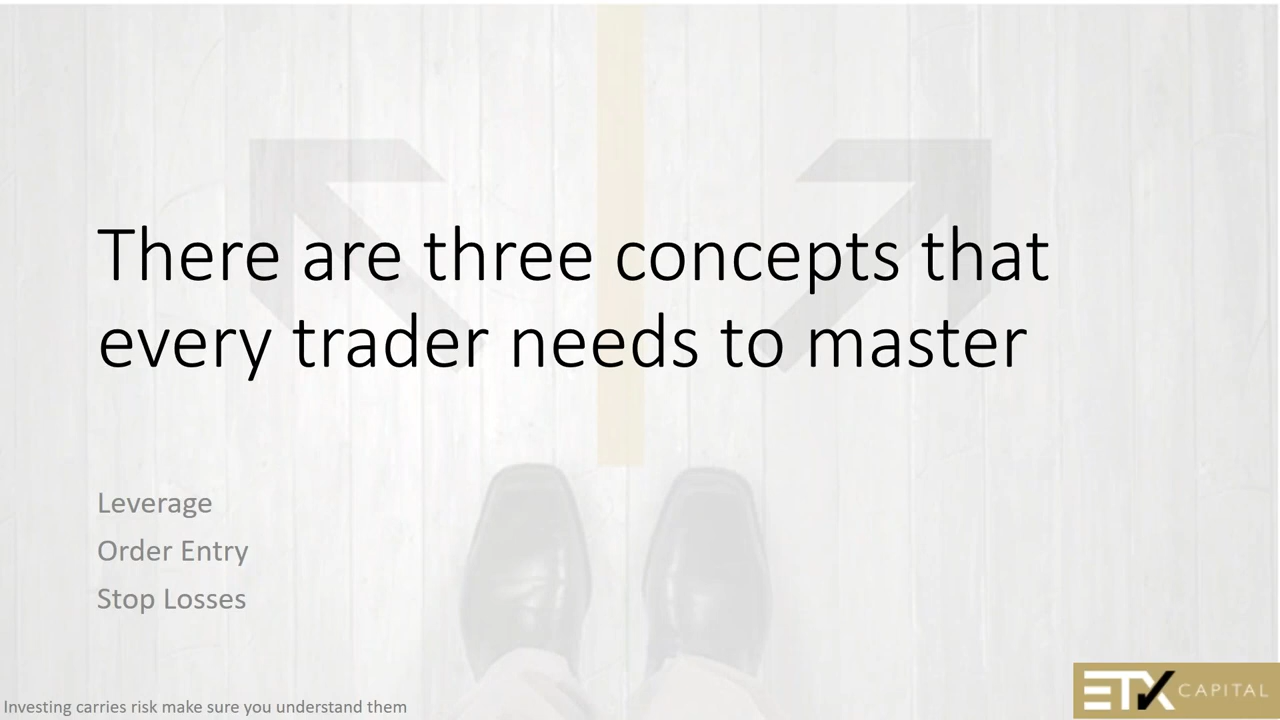 There are three concepts that
every trader needs to master
Leverage
Order Entry
Stop Losses
Investing carries risk make sure you understand them
ETX CAPITAL